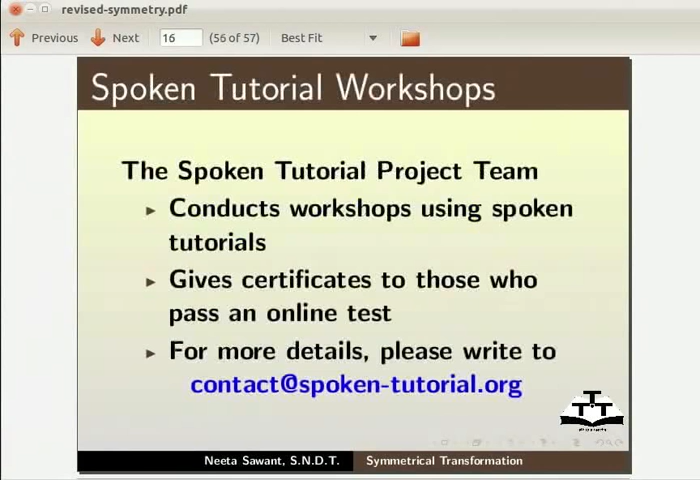 revised-symmetry.pdf
Previous Next 16 (56 of 57) Best Fit
Spoken Tutorial Workshops
The Spoken Tutorial Project Team
Conducts workshops using spoken
tutorials
Gives certificates to those who
pass an online test
For more details, please write to
contact@spoken-tutorial.org
Neeta Sawant, S.N.D.T. Symmetrical Transformation